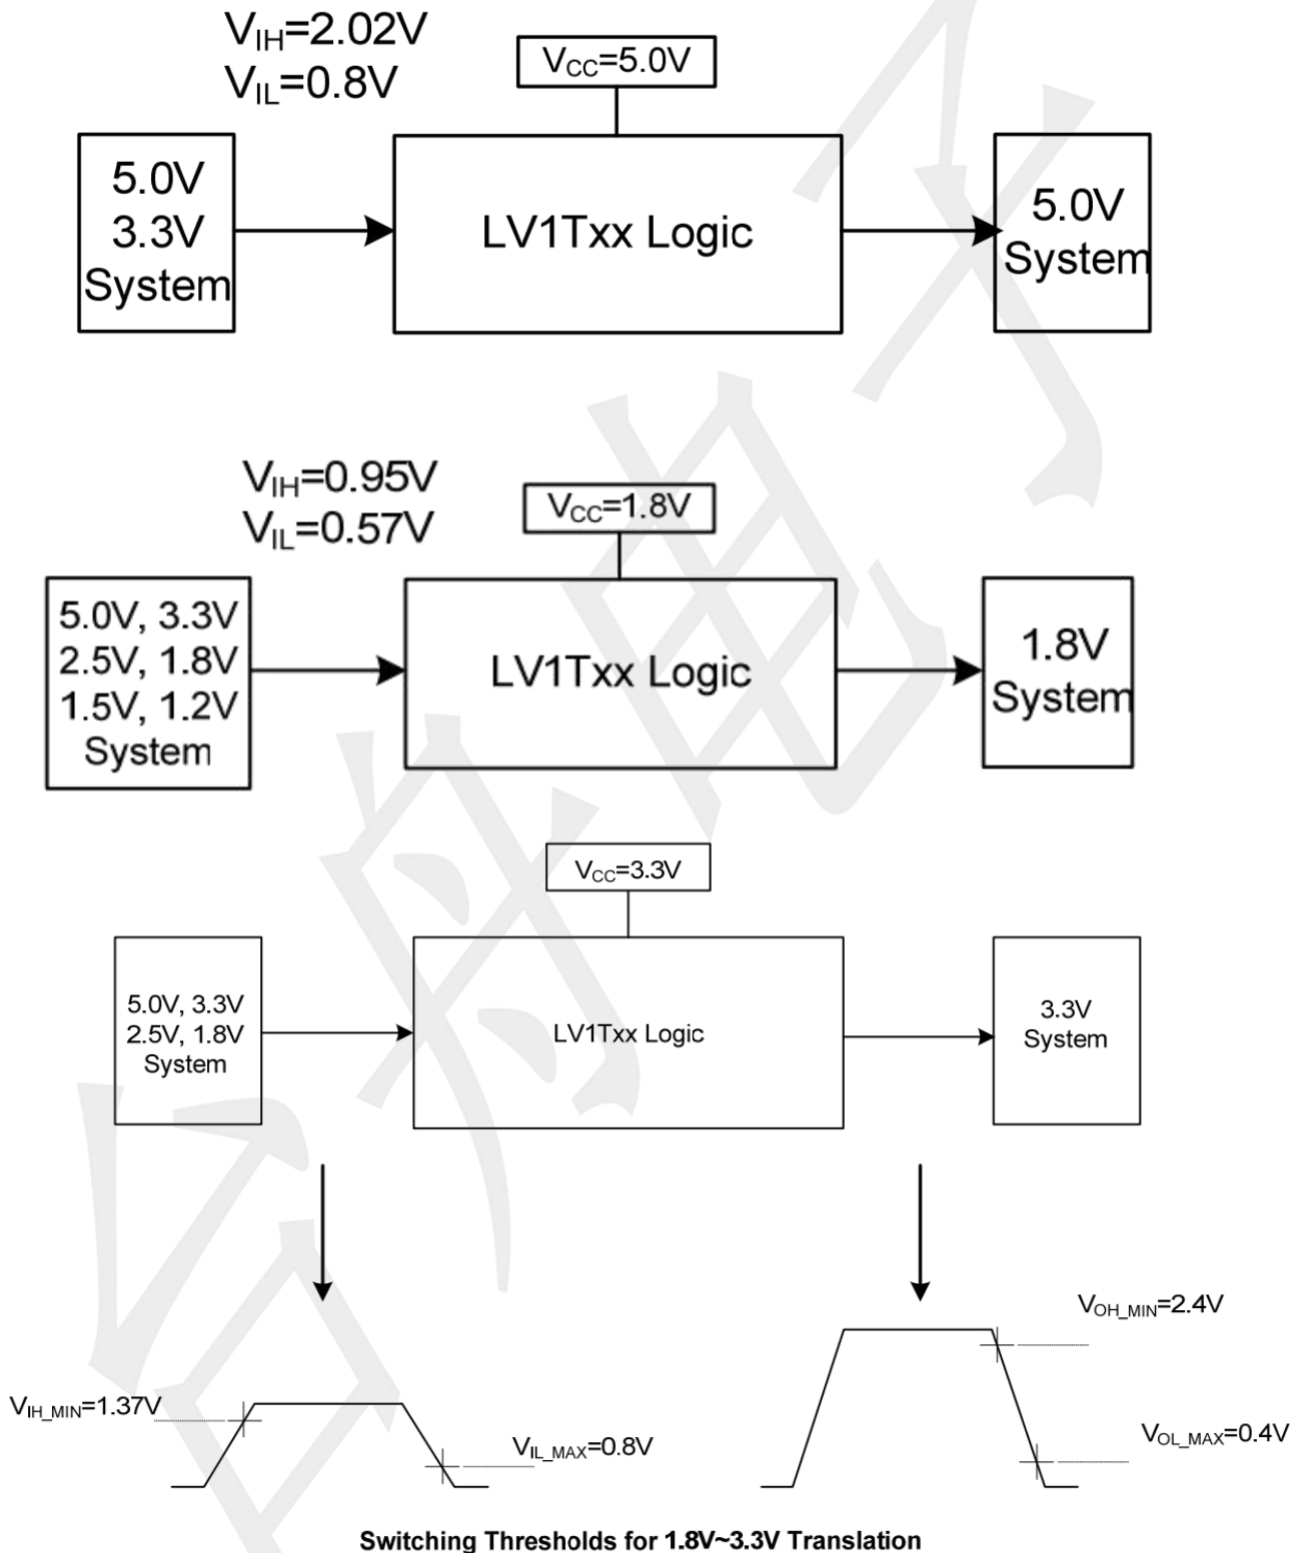 VIH=2.02V
VIL=0.8V
VCC=5.0V
5.0V
3.3V
System
LV1Txx Logic
5.0V
System
VIH=0.95V
VIL=0.57V
VCC=1.8V
5.0V, 3.3V
2.5V, 1.8V
1.5V, 1.2V
System
LV1Txx Logic
1.8V
System
VCC=3.3V
5.0V, 3.3V
2.5V, 1.8V
System
LV1Txx Logic
3.3V
System
VOH_MIN=2.4V
VIH_MIN=1.37V
VIL_MAX=0.8V
VOL_MAX=0.4V
Switching Thresholds for 1.8V~3.3V Translation
台舟电子